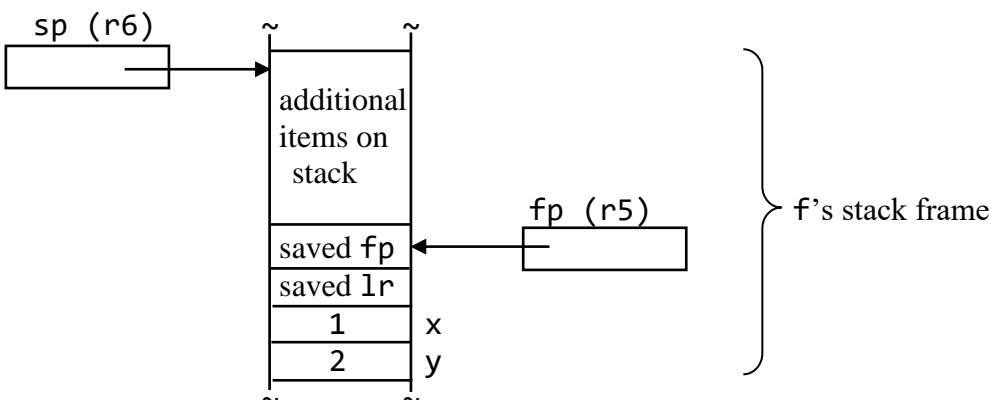 sp (r6)
~ ~
additional
items on
stack
fp (r5)
f’s stack frame
saved fp
saved lr
1 x
2 y
~ ~